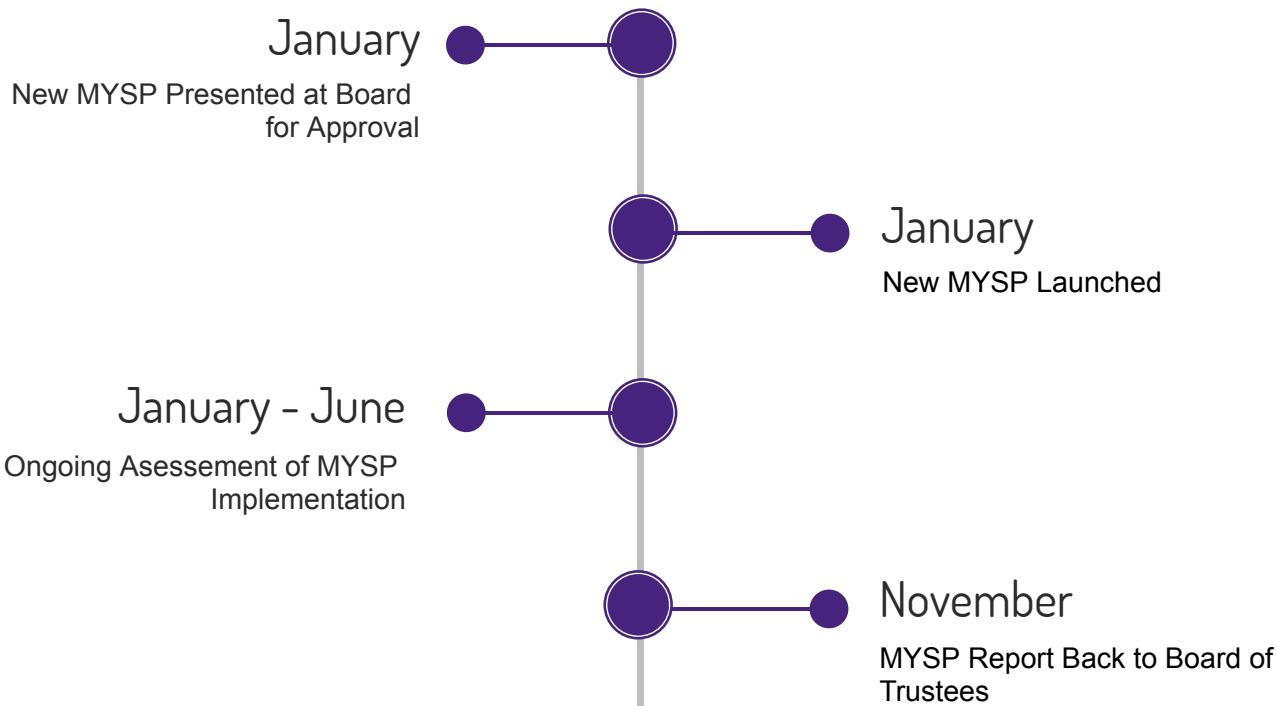 January
New MYSP Presented at Board
for Approval
January
New MYSP Launched
January - June
Ongoing Asessement of MYSP
Implementation
November
MYSP Report Back to Board of
Trustees